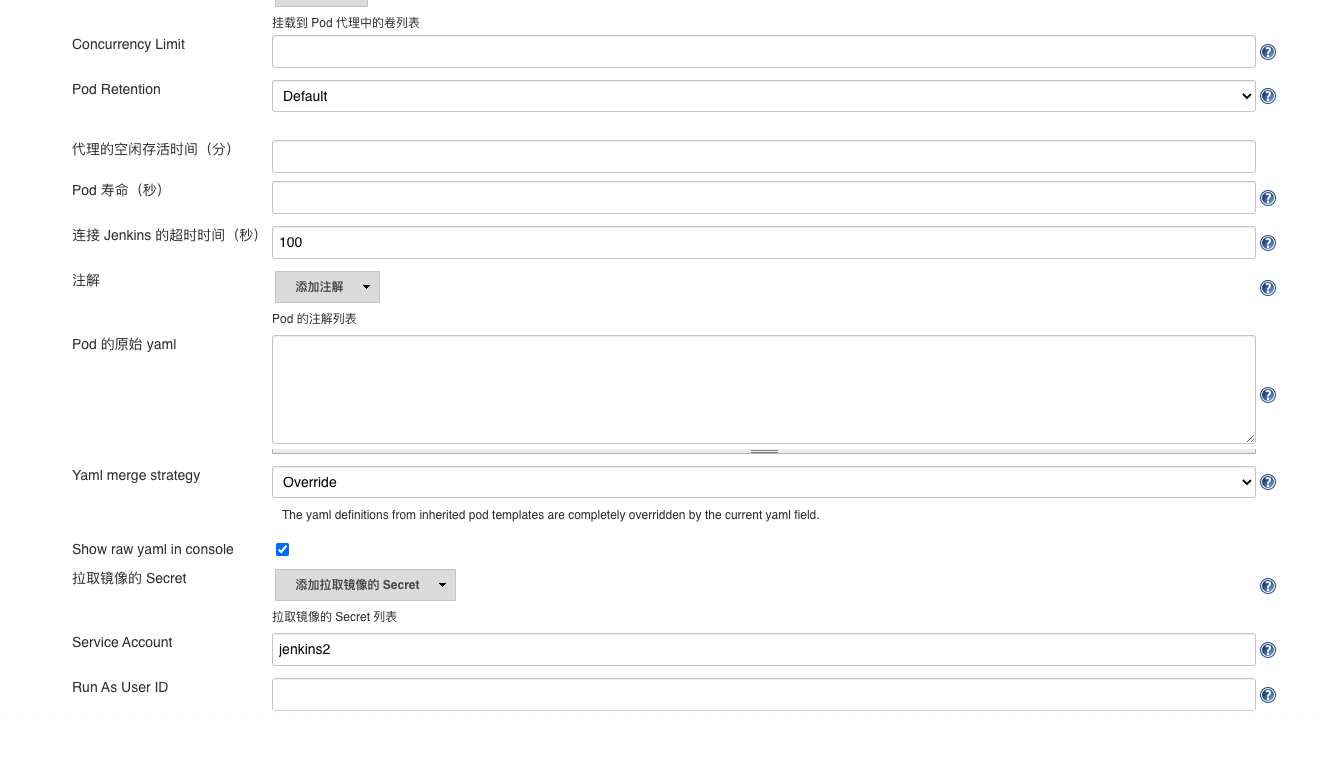 挂载到 Pod 代理中的卷列表
Concurrency Limit
Pod Retention
Default
代理的空闲存活时间（分）
Pod 寿命（秒）
连接 Jenkins 的超时时间（秒）
100
注解
添加注解
Pod 的注解列表
Pod 的原始 yaml
Yaml merge strategy
Override
The yaml definitions from inherited pod templates are completely overridden by the current yaml field.
Show raw yaml in console
拉取镜像的 Secret
添加拉取镜像的 Secret
拉取镜像的 Secret 列表
Service Account
jenkins2
Run As User ID